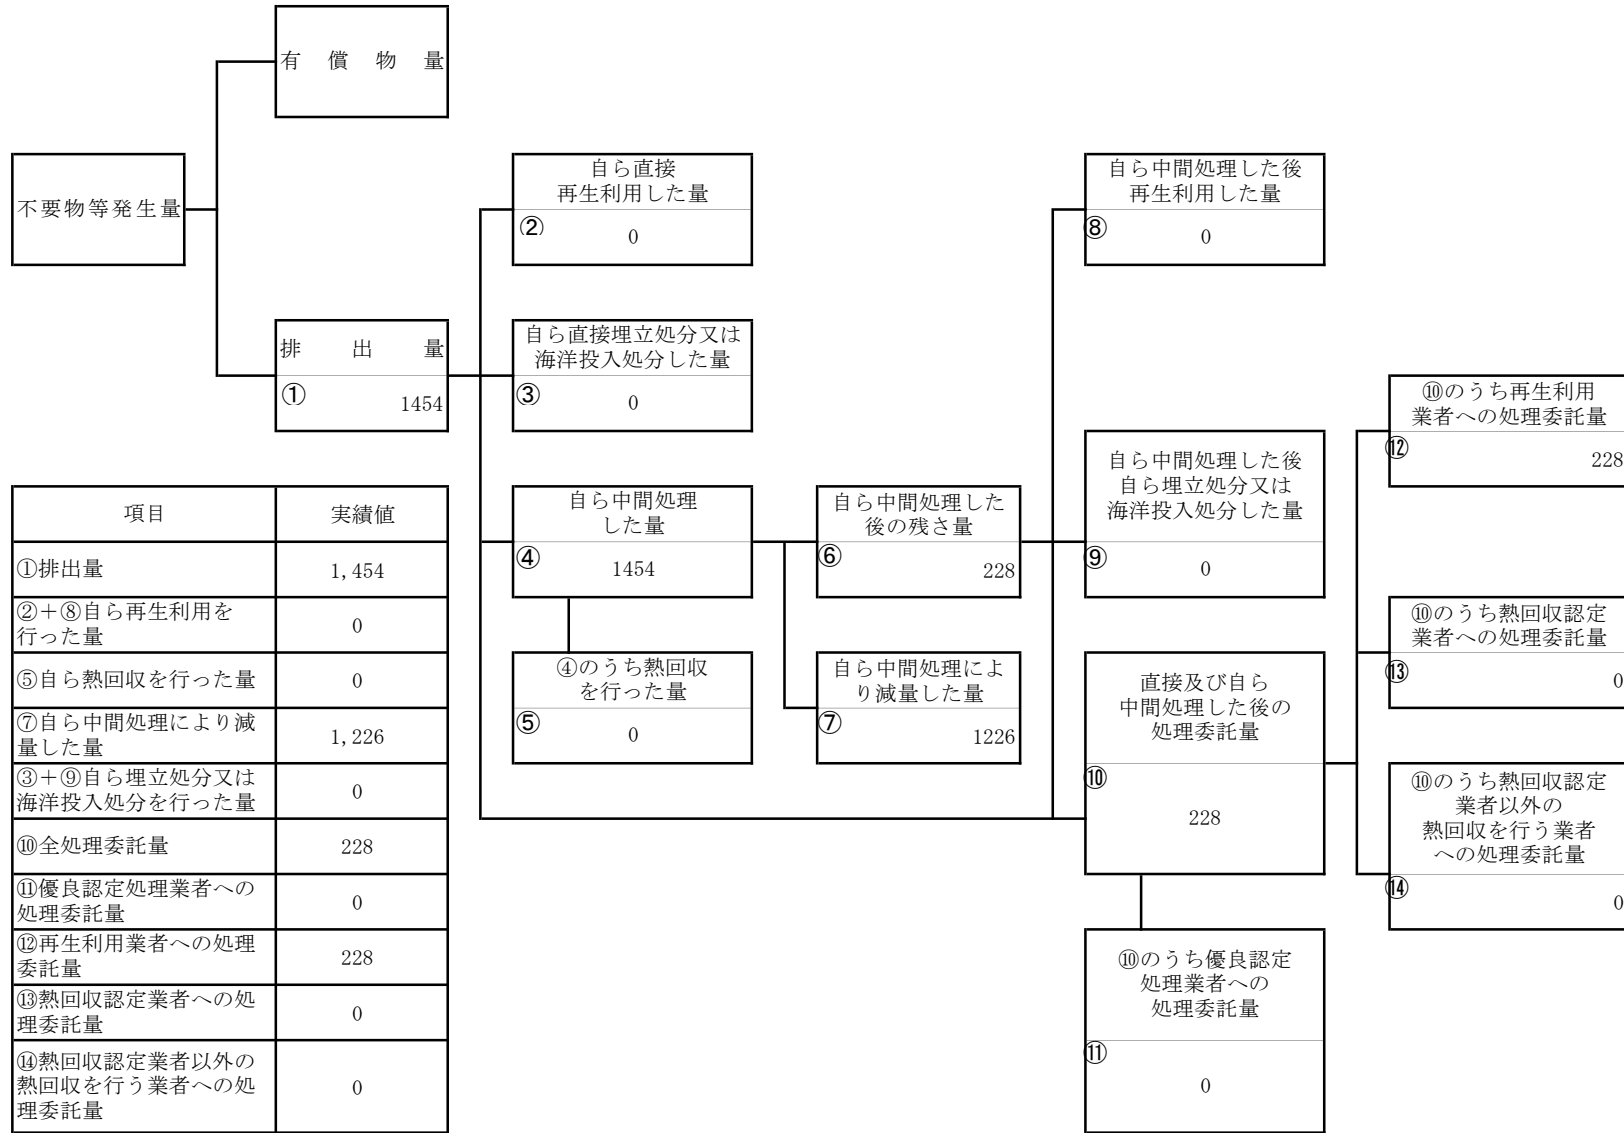 有償物量
不要物等発生量
排出量
①
1454
自ら直接
再生利用した量
②
0
自ら直接埋立処分又は
海洋投入処分した量
③
0
自ら中間処理
した量
④
1454
④のうち熱回収
を行った量
⑤
0
自ら中間処理した
後の残さ量
⑥
228
自ら中間処理によ
り減量した量
⑦
1226
自ら中間処理した後
再生利用した量
⑧
0
自ら中間処理した後
自ら埋立処分又は
海洋投入処分した量
⑨
0
直接及び自ら
中間処理した後の
処理委託量
⑩
228
⑩のうち優良認定
処理業者への
処理委託量
⑪
0
⑩のうち再生利用
業者への処理委託量
⑫
228
⑩のうち熱回収認定
業者への処理委託量
⑬
0
⑩のうち熱回収認定
業者以外の
熱回収を行う業者
への処理委託量
⑭
0
項目 実績値
①排出量 1,454
②+⑧自ら再生利用を
行った量 0
⑤自ら熱回収を行った量 0
⑦自ら中間処理により減
量した量 1,226
③+⑨自ら埋立処分又は
海洋投入処分を行った量 0
⑩全処理委託量 228
⑪優良認定処理業者への
処理委託量 0
⑫再生利用業者への処理
委託量 228
⑬熱回収認定業者への処
理委託量 0
⑭熱回収認定業者以外の
熱回収を行う業者への処
理委託量 0